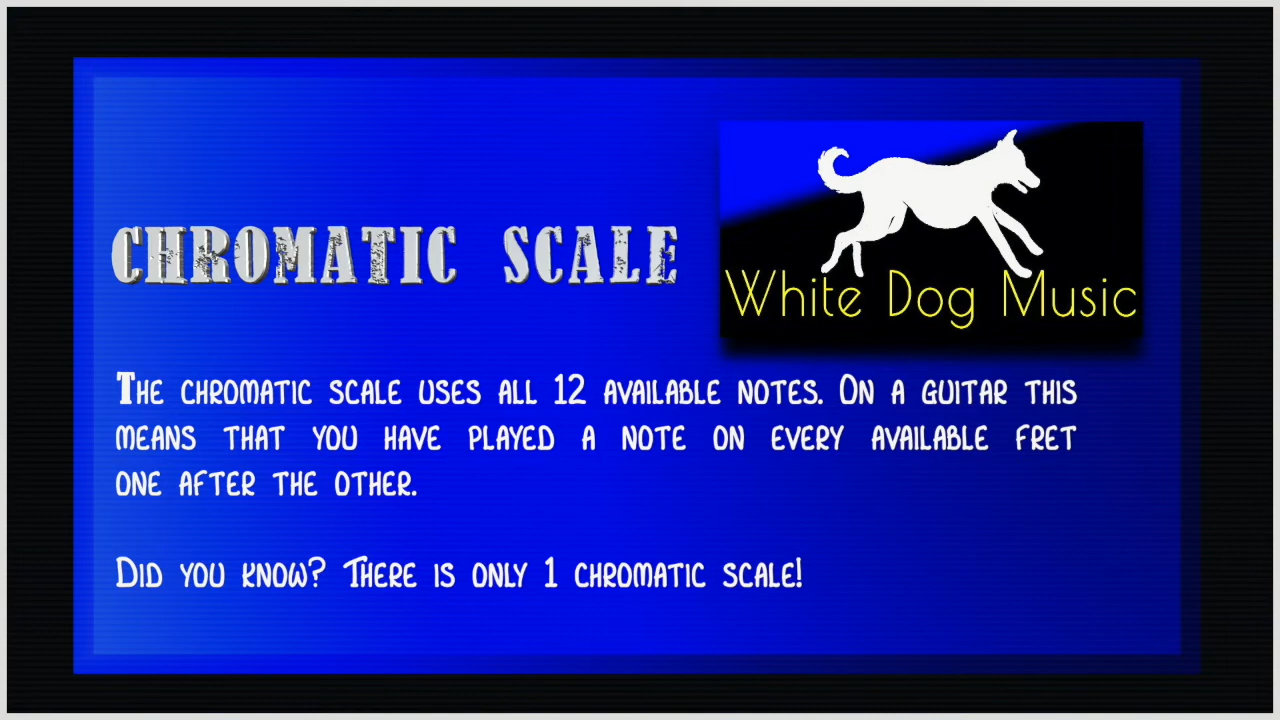 CHROMATIC SCALE
White Dog Music
The chromatic scale uses all 12 available notes. On a guitar this
means that you have played a note on every available fret
one after the other.
Did you know? There is only 1 chromatic scale!